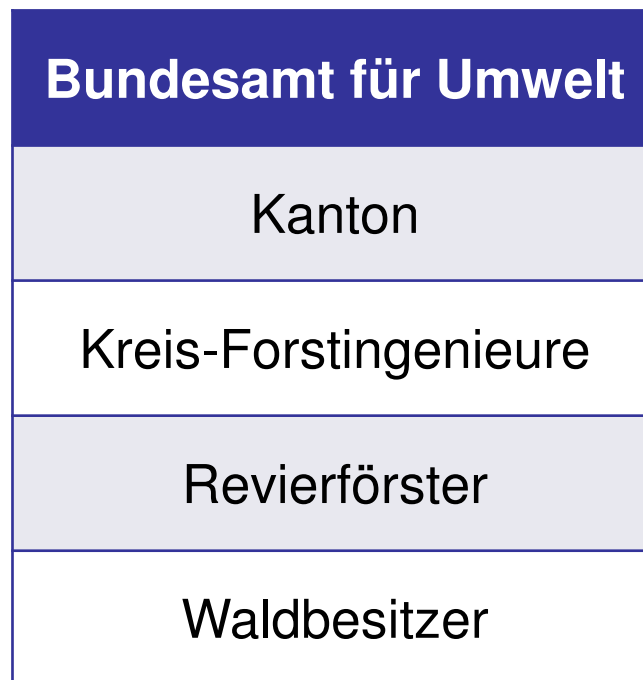 Bundesamt für Umwelt
Kanton
Kreis-Forstingenieure
Revierförster
Waldbesitzer